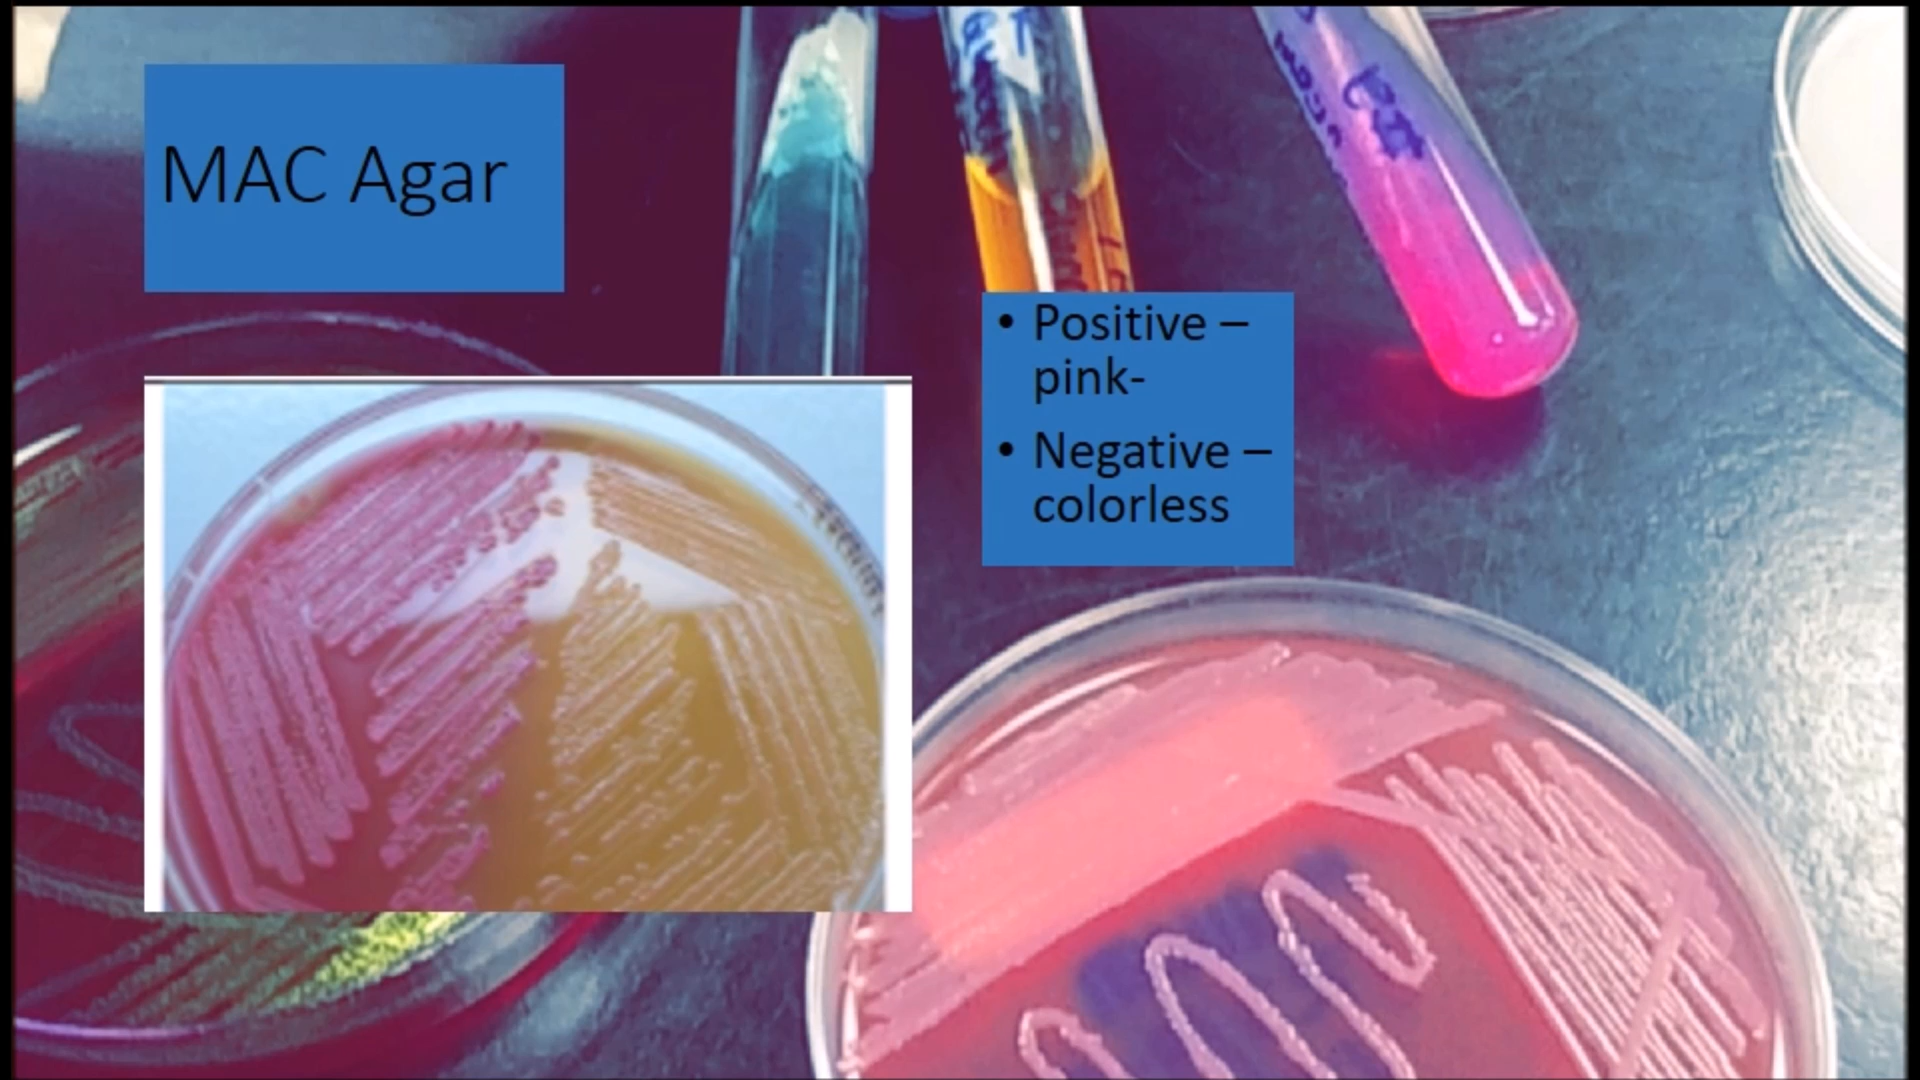 MAC Agar
• Positive –
pink-
• Negative –
colorless